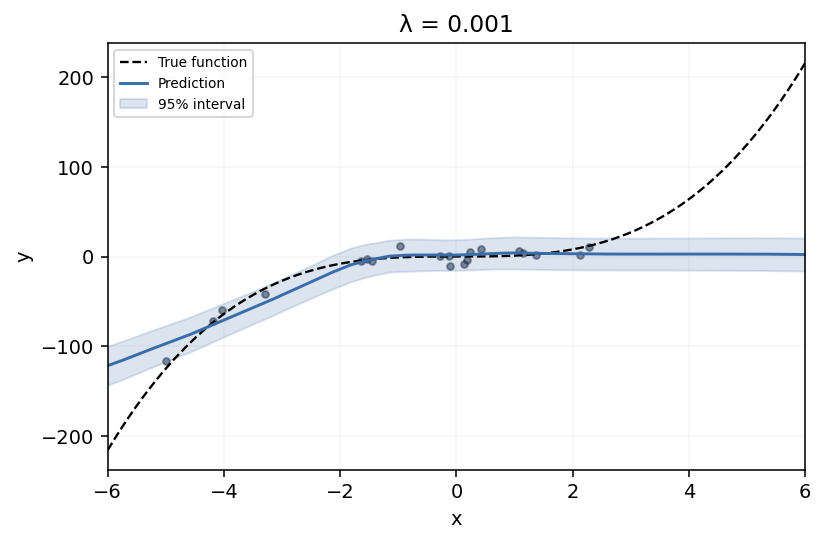 λ = 0.001
True function
Prediction
95% interval
200
100
0
−100
−200
y
−6
−4
−2
0
2
4
6
x